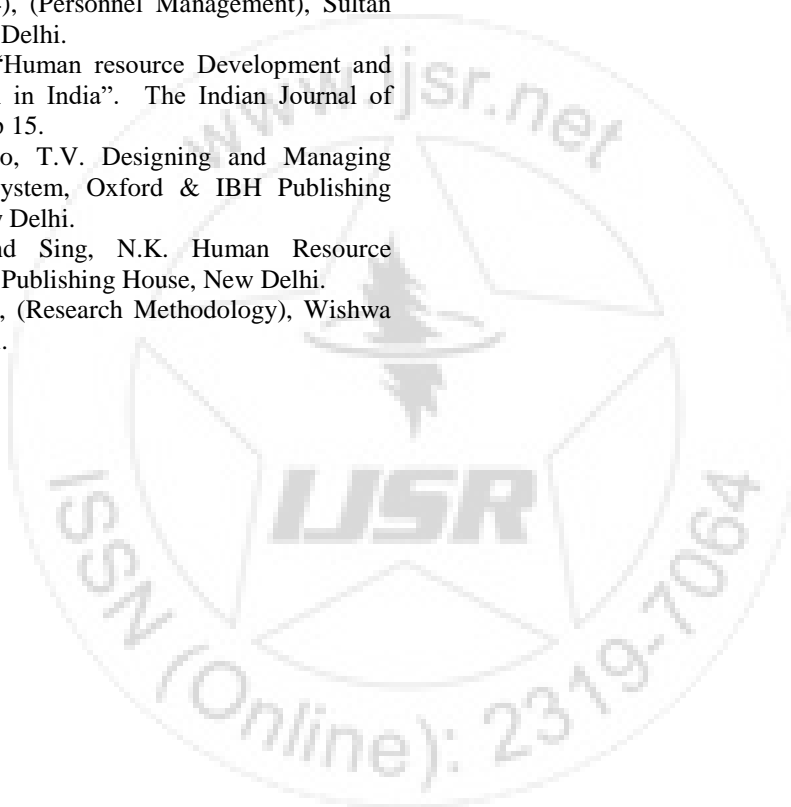 ), (Personnel Management), Sultan
Delhi.
“Human resource Development and
in India”. The Indian Journal of
15.
o, T.V. Designing and Managing
ystem, Oxford & IBH Publishing
Delhi.
nd Sing, N.K. Human Resource
Publishing House, New Delhi.
, (Research Methodology), Wishwa
www.ijsr.net
IJSR
ISSN (Online): 2319-7064